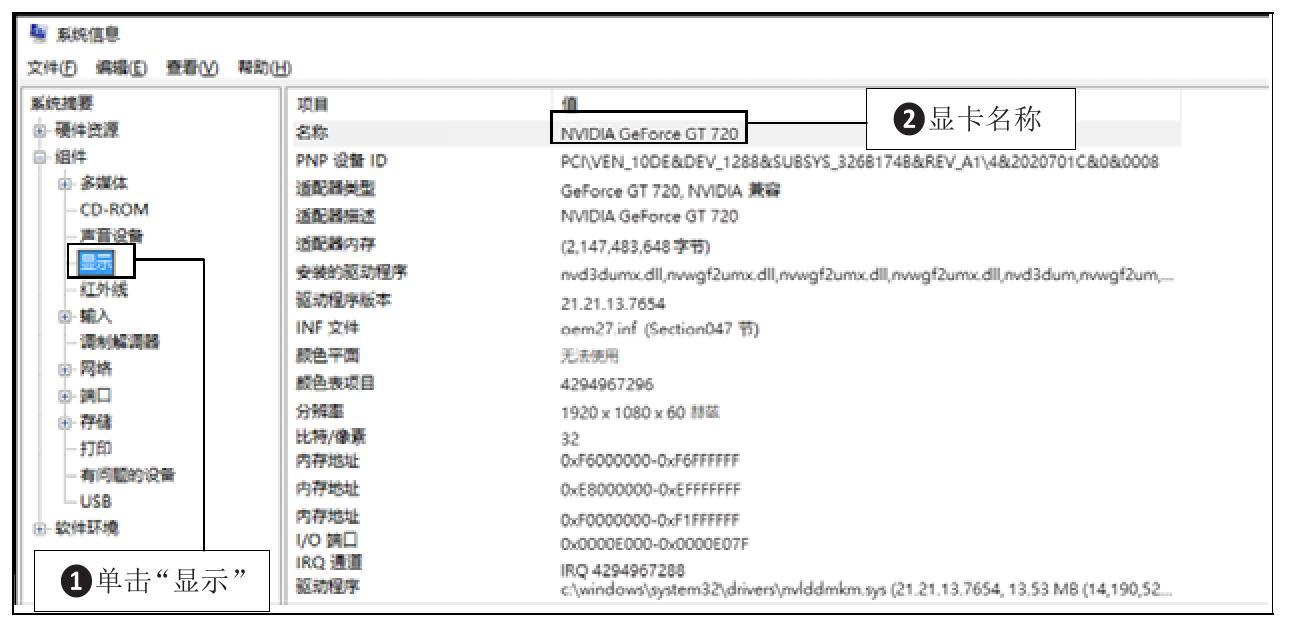 系统信息
文件(F) 编辑(E) 查看(V) 帮助(H)
系统摘要
硬件资源
组件
多媒体
CD-ROM
声音设备
显示
红外线
输入
调制解调器
网络
端口
存储
打印
有问题的设备
USB
软件环境
❶单击“显示”
项目 值
名称 NVIDIA GeForce GT 720
❷显卡名称
PNP 设备 ID PCI\VEN_10DE&DEV_1288&SUBSYS_326B174B&REV_A1\4&2020701C&0&0008
适配器类型 GeForce GT 720, NVIDIA 兼容
适配器描述 NVIDIA GeForce GT 720
适配器内存 (2,147,483,648 字节)
安装的驱动程序 nvd3dumx.dll,nvwgf2umx.dll,nvwgf2umx.dll,nvwgf2umx.dll,nvd3dum,nvwgf2um,...
驱动程序版本 21.21.13.7654
INF 文件 oem27.inf (Section047 节)
颜色平面 无法使用
颜色表项目 4294967296
分辨率 1920 x 1080 x 60 赫兹
比特/像素 32
内存地址 0xF6000000-0xF6FFFFFF
内存地址 0xE8000000-0xEFFFFFFF
内存地址 0xF0000000-0xF1FFFFFF
I/O 端口 0x0000E000-0x0000E07F
IRQ 通道 IRQ 4294967288
驱动程序 c:\windows\system32\drivers\nvlddmkm.sys (21.21.13.7654, 13.53 MB (14,190,52...